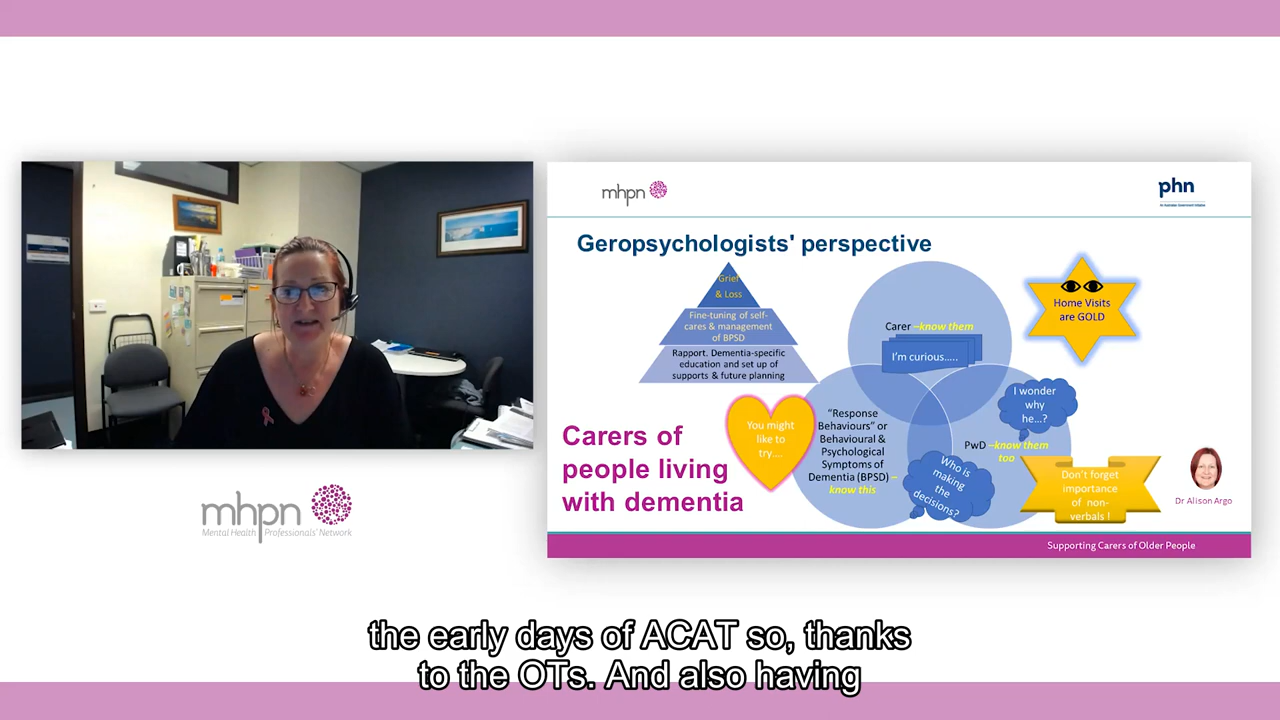 mhpn
Mental Health Professionals' Network
mhpn
phn
Geropsychologists' perspective
Grief
& Loss
Fine-tuning of self-
cares & management
of BPSD
Rapport. Dementia-specific
education and set up of
supports & future planning
Carers of
people living
with dementia
You might
like to
try....
Carer –know them
I'm curious.....
"Response
Behaviours" or
Behavioural &
Psychological
Symptoms of
Dementia (BPSD) –
know this
PwD –know them
too
I wonder
why
he...?
Who is
making
the
decisions?
Home Visits
are GOLD
Don't forget
importance
of non-
verbals !
Dr Alison Argo
Supporting Carers of Older People
the early days of ACAT so, thanks
to the OTs. And also having